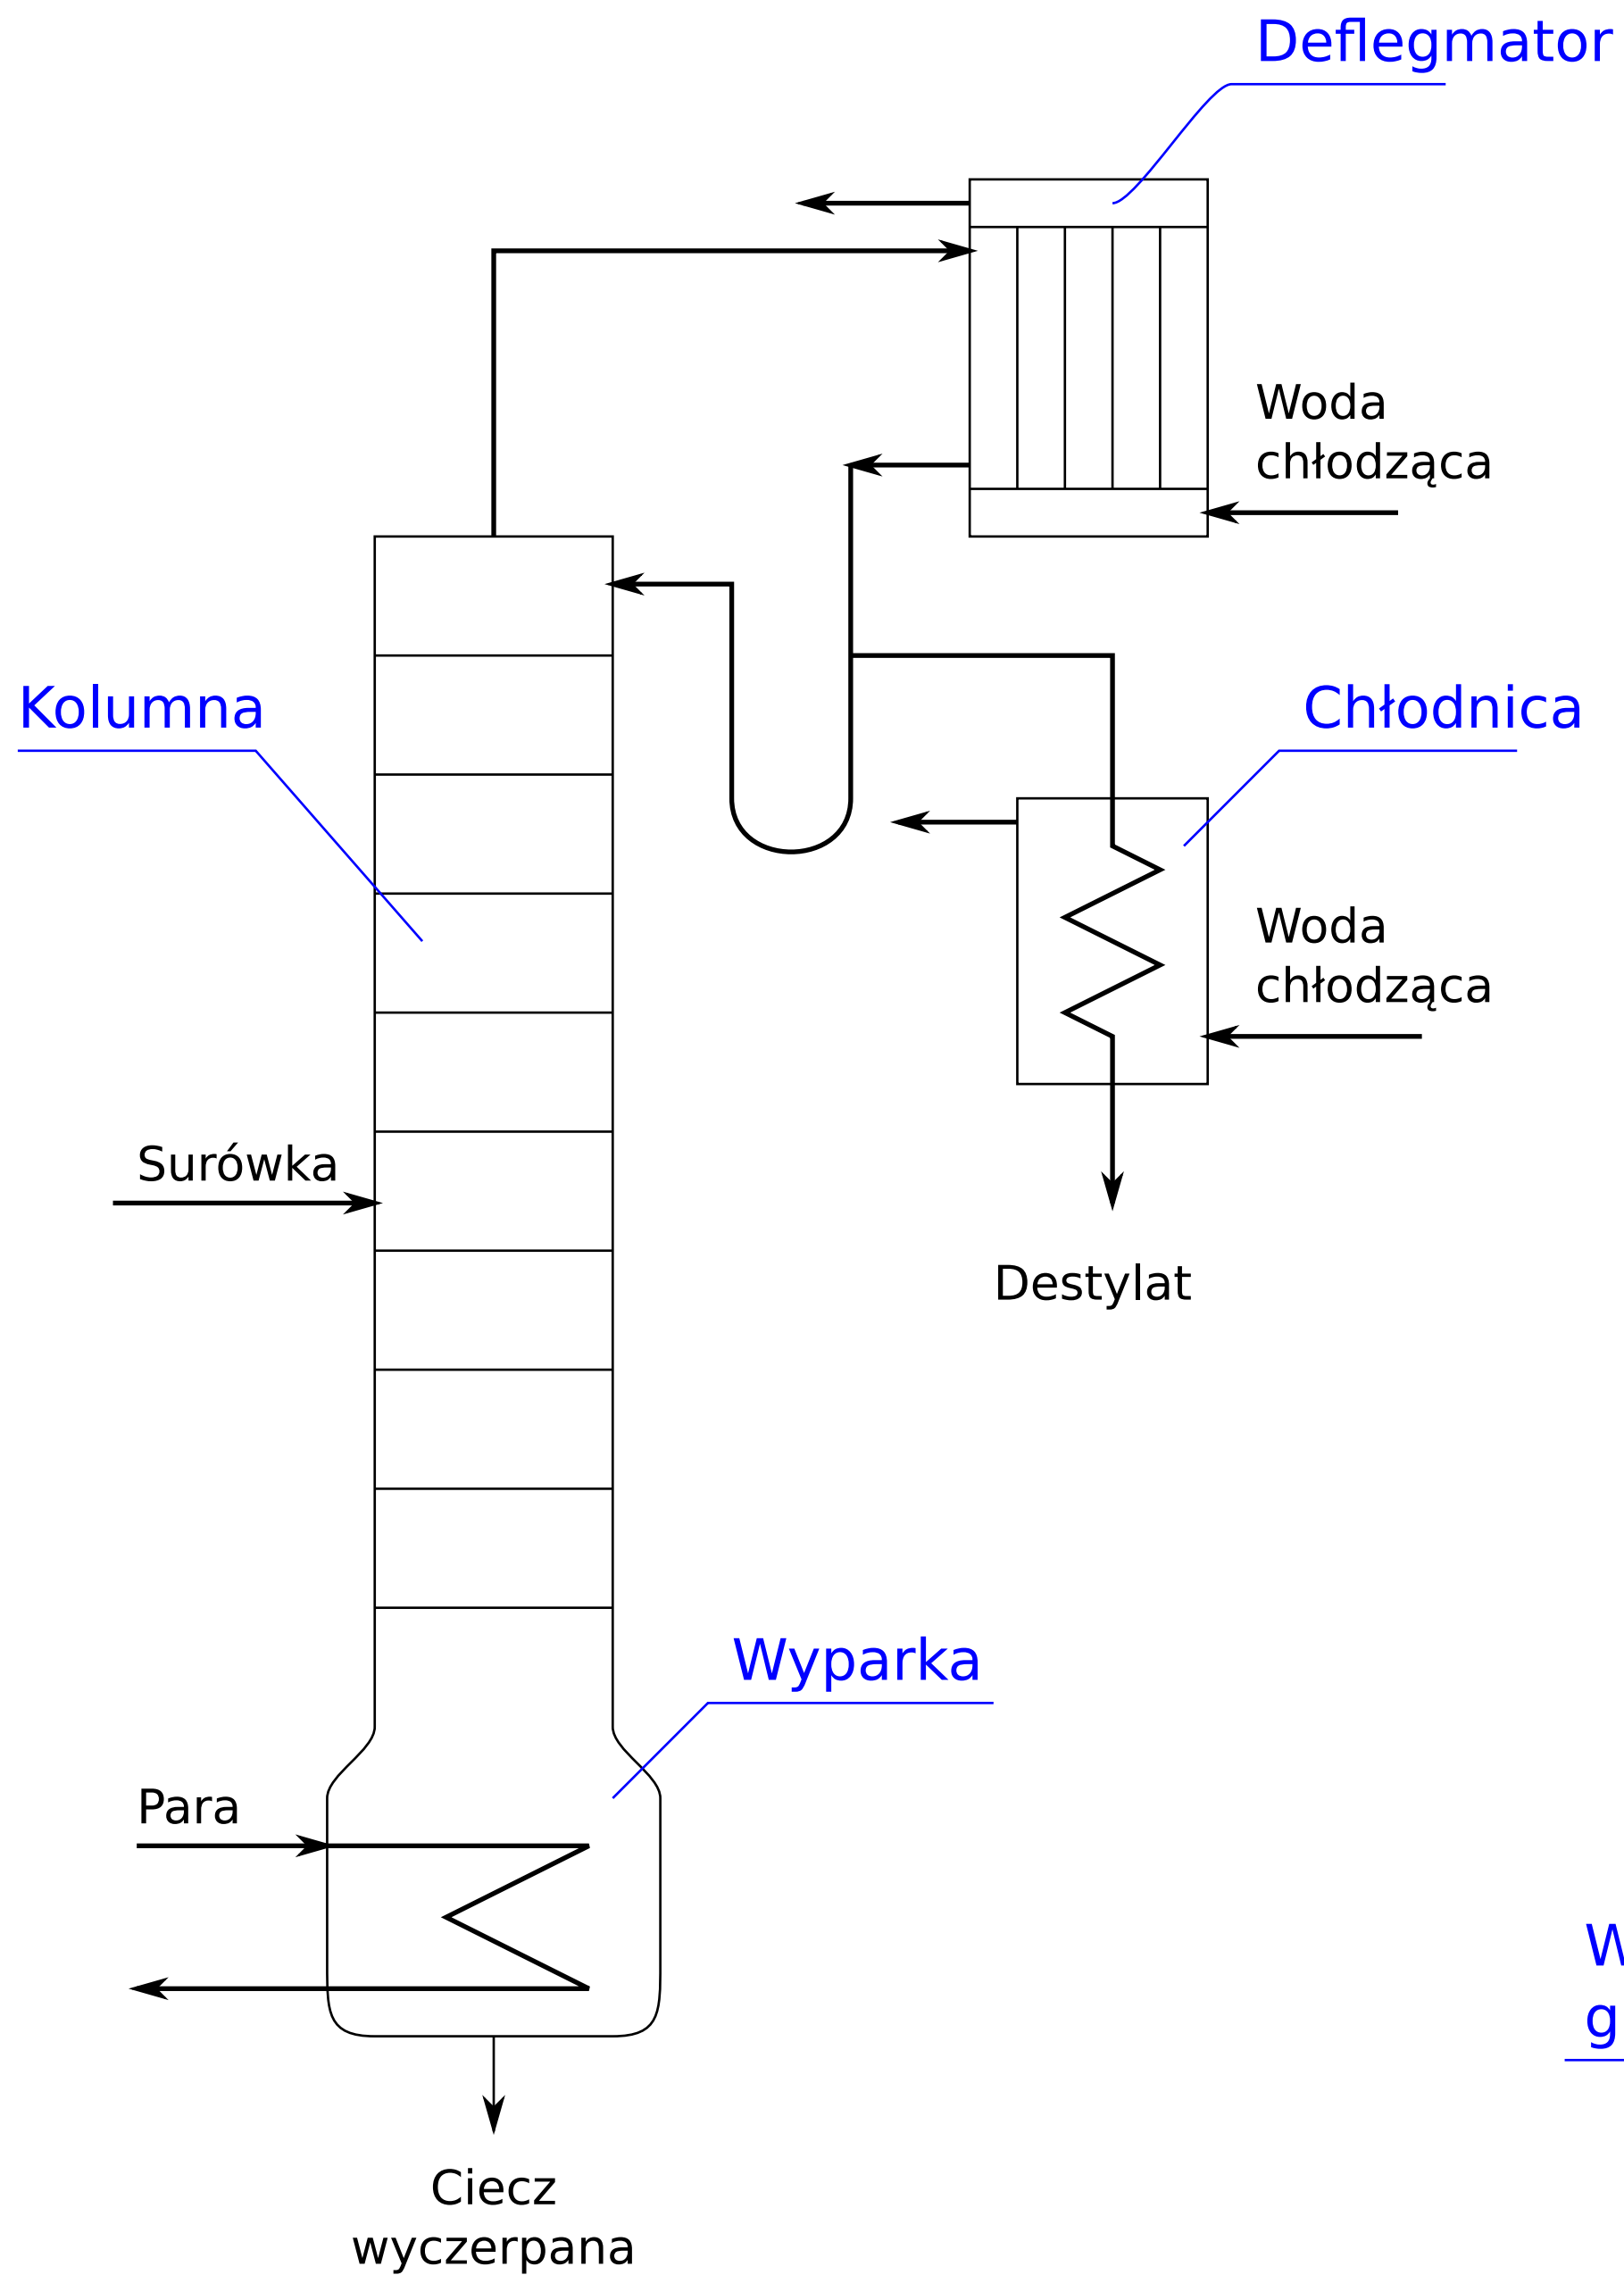 Deflegmator
Woda
chłodząca
Kolumna
Chłodnica
Woda
chłodząca
Surówka
Destylat
Wyparka
Para
Ciecz
wyczerpana